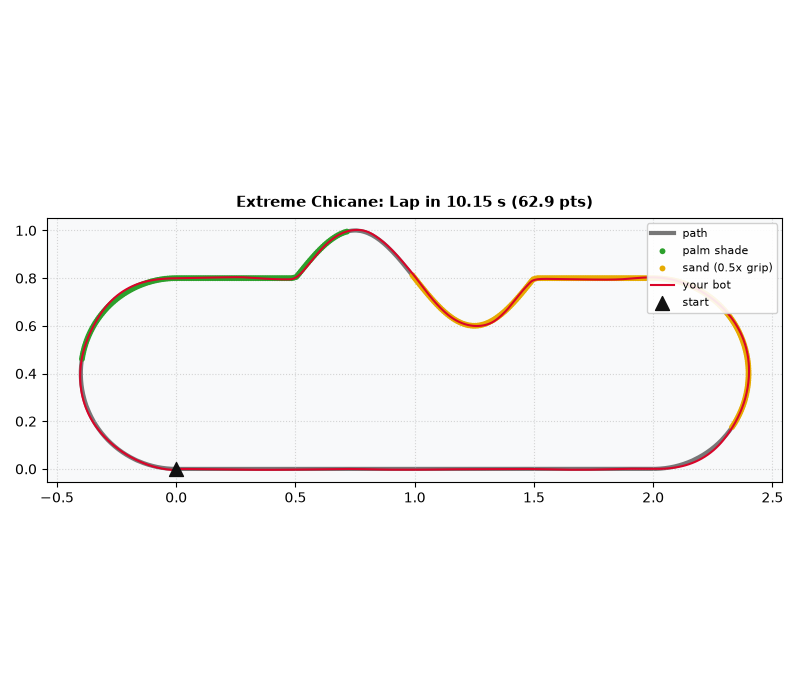 Extreme Chicane: Lap in 10.15 s (62.9 pts)
1.0
0.8
0.6
0.4
0.2
0.0
path
palm shade
sand (0.5x grip)
your bot
start
−0.5 0.0 0.5 1.0 1.5 2.0 2.5